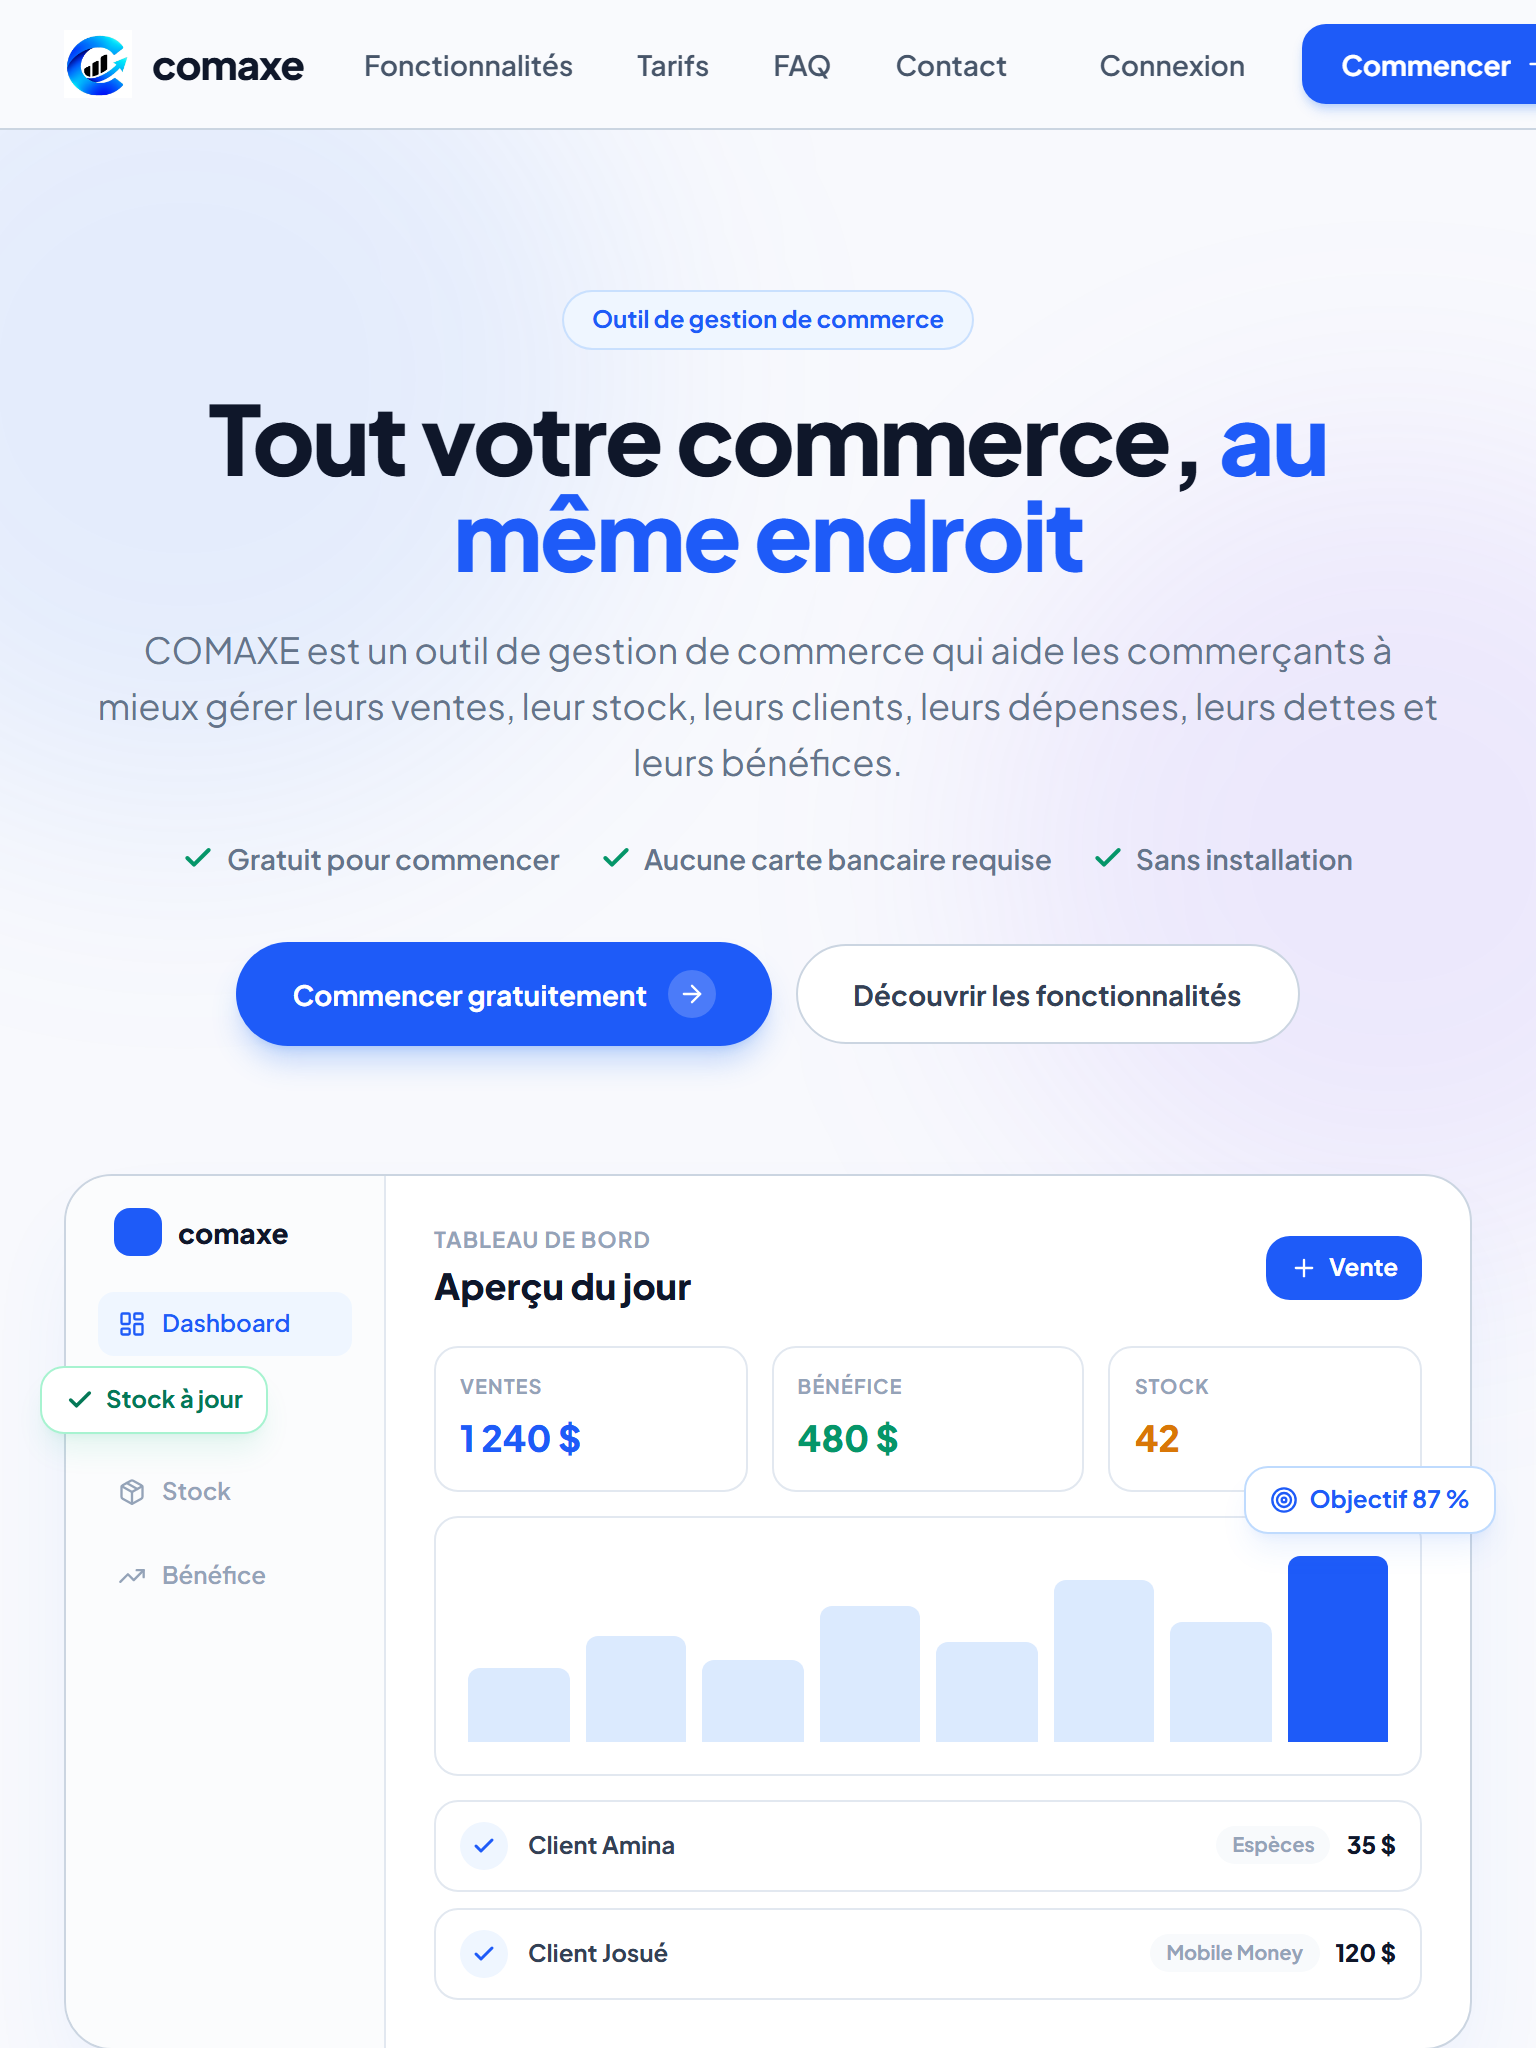 comaxe
Fonctionnalités
Tarifs
FAQ
Contact
Connexion
Commencer
Outil de gestion de commerce
Tout votre commerce, au
même endroit
COMAXE est un outil de gestion de commerce qui aide les commerçants à
mieux gérer leurs ventes, leur stock, leurs clients, leurs dépenses, leurs dettes et
leurs bénéfices.
Gratuit pour commencer
Aucune carte bancaire requise
Sans installation
Commencer gratuitement
Découvrir les fonctionnalités
comaxe
Dashboard
Stock à jour
Stock
Bénéfice
TABLEAU DE BORD
Aperçu du jour
Vente
VENTES
1 240 $
BÉNÉFICE
480 $
STOCK
42
Objectif 87 %
Client Amina
Espèces
35 $
Client Josué
Mobile Money
120 $